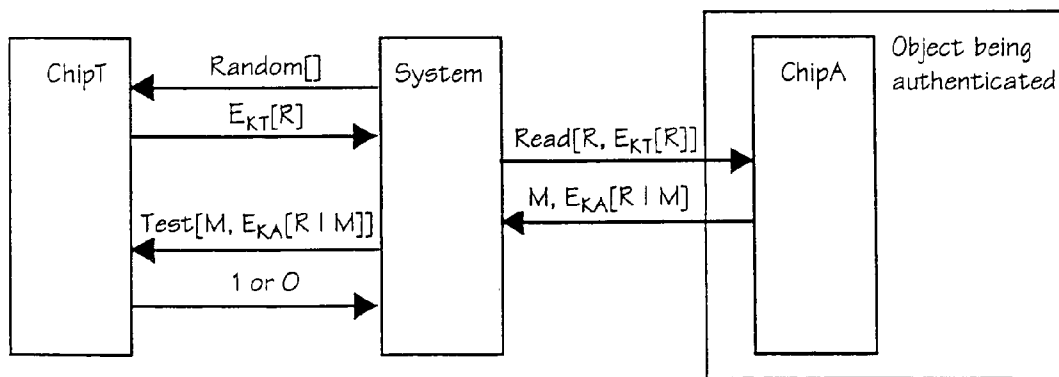 ChipT
System
ChipA
Object being
authenticated
Random[]
E_KT[R]
Read[R, E_KT[R]]
M, E_KA[R | M]
Test[M, E_KA[R | M]]
1 or 0